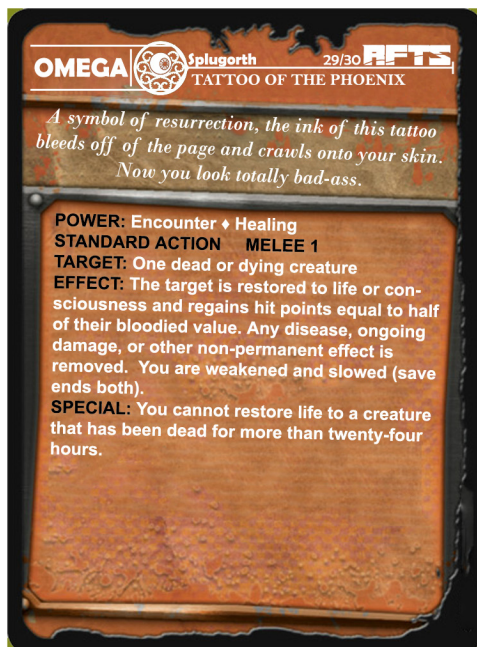 OMEGA Splugorth 29/30 RFTS
TATTOO OF THE PHOENIX
A symbol of resurrection, the ink of this tattoo
bleeds off of the page and crawls onto your skin.
Now you look totally bad-ass.
POWER: Encounter ♦ Healing
STANDARD ACTION MELEE 1
TARGET: One dead or dying creature
EFFECT: The target is restored to life or con-
sciousness and regains hit points equal to half
of their bloodied value. Any disease, ongoing
damage, or other non-permanent effect is
removed. You are weakened and slowed (save
ends both).
SPECIAL: You cannot restore life to a creature
that has been dead for more than twenty-four
hours.